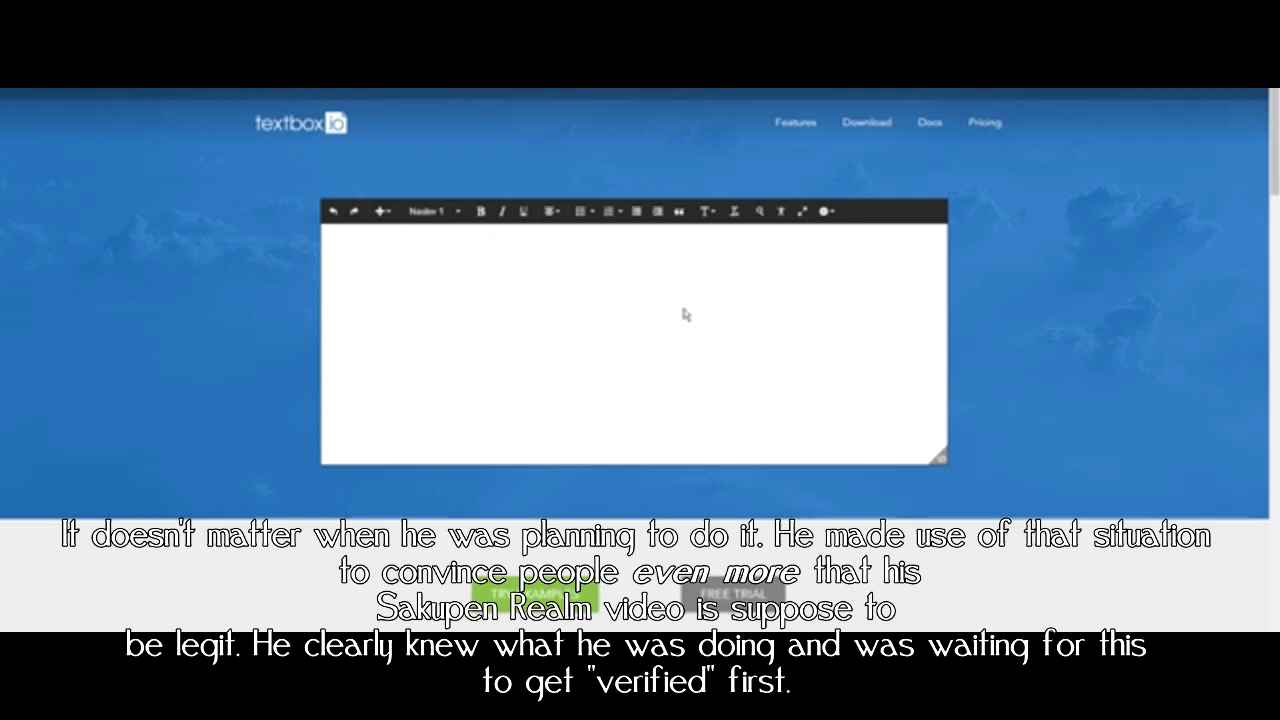 textbox io
Features Download Docs Pricing
It doesn't matter when he was planning to do it. He made use of that situation
to convince people even more that his
FREE TRIAL
Sakupen Realm video is suppose to
be legit. He clearly knew what he was doing and was waiting for this
to get "verified" first.